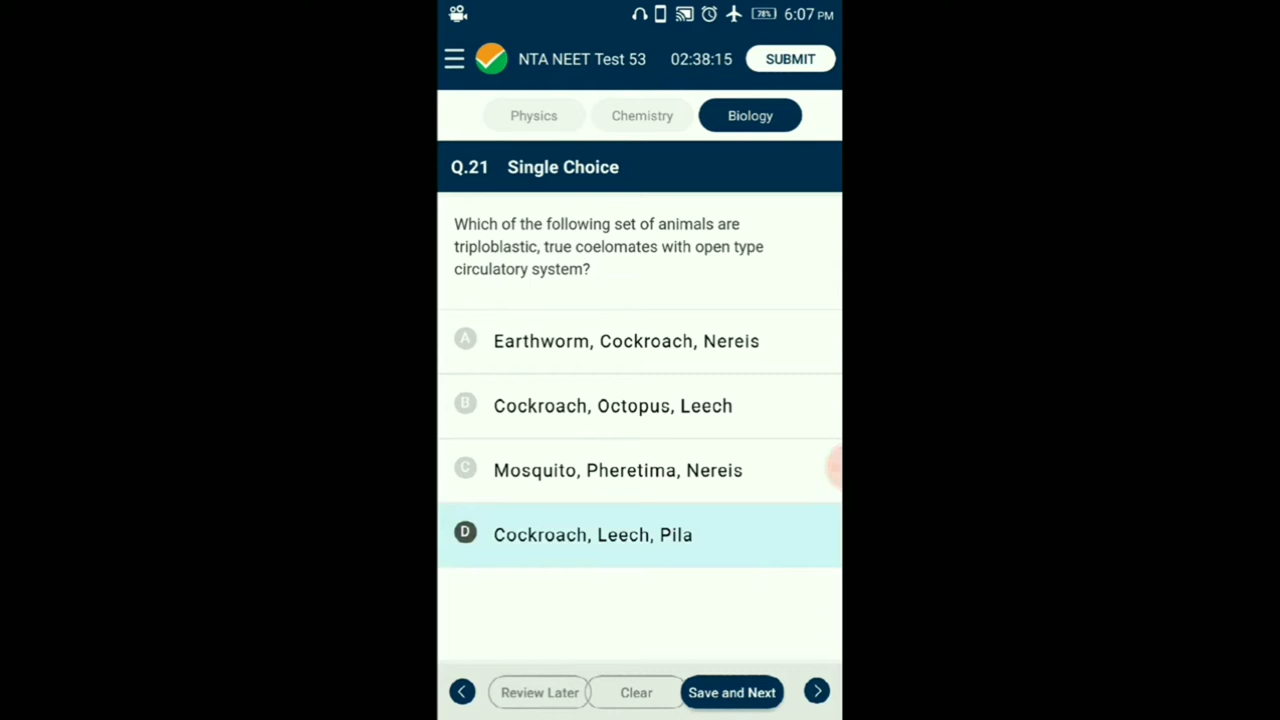 28% 6:07 PM
NTA NEET Test 53 02:38:15 SUBMIT
Physics Chemistry Biology
Q.21 Single Choice
Which of the following set of animals are
triploblastic, true coelomates with open type
circulatory system?
A Earthworm, Cockroach, Nereis
B Cockroach, Octopus, Leech
C Mosquito, Pheretima, Nereis
D Cockroach, Leech, Pila
Review Later Clear Save and Next